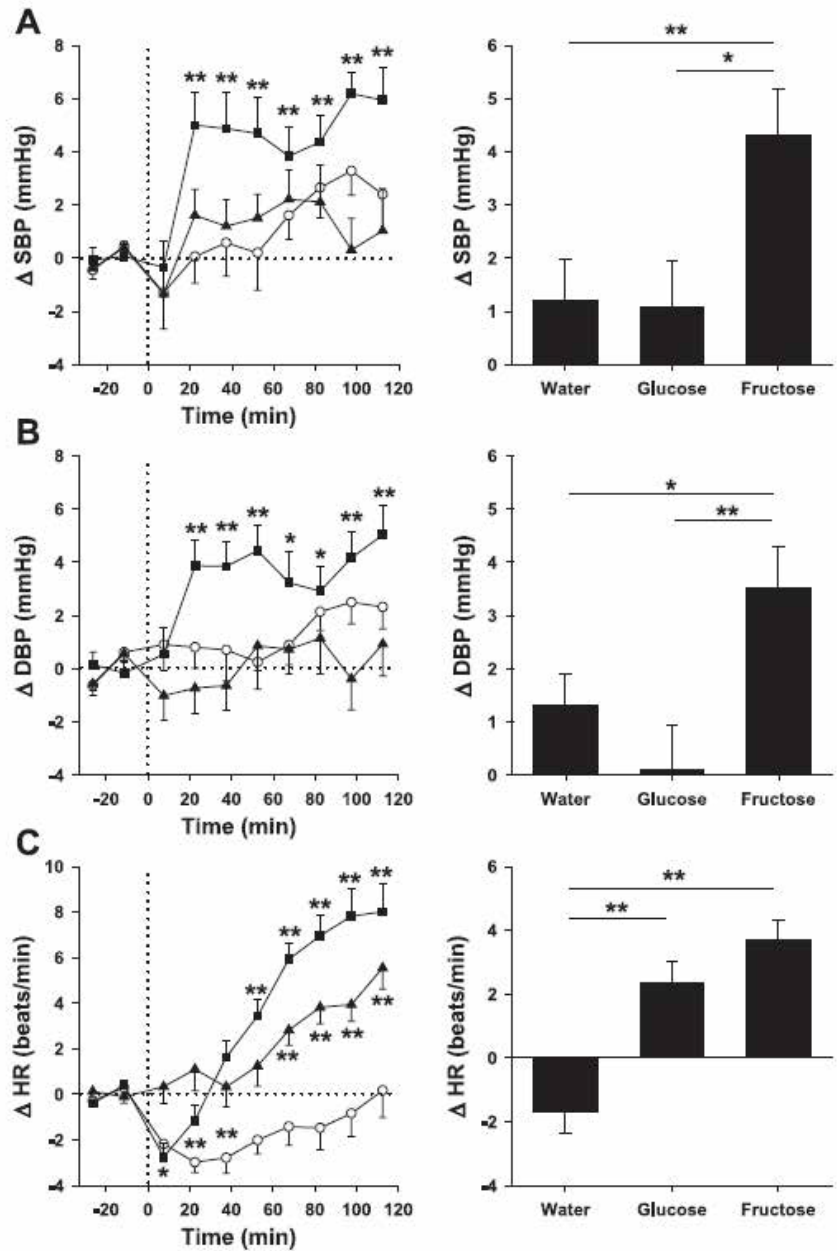 A
Δ SBP (mmHg)
8
6
4
2
0
-2
-4
** ** ** ** ** ** **
-20 0 20 40 60 80 100 120
Time (min)
Δ SBP (mmHg)
6
5
4
3
2
1
0
**
*
Water Glucose Fructose
B
Δ DBP (mmHg)
8
6
4
2
0
-2
-4
** ** ** * * ** **
-20 0 20 40 60 80 100 120
Time (min)
Δ DBP (mmHg)
6
5
4
3
2
1
0
*
**
Water Glucose Fructose
C
Δ HR (beats/min)
10
8
6
4
2
0
-2
-4
** ** ** ** **
** ** ** **
* ** **
-20 0 20 40 60 80 100 120
Time (min)
Δ HR (beats/min)
6
4
2
0
-2
-4
**
**
Water Glucose Fructose